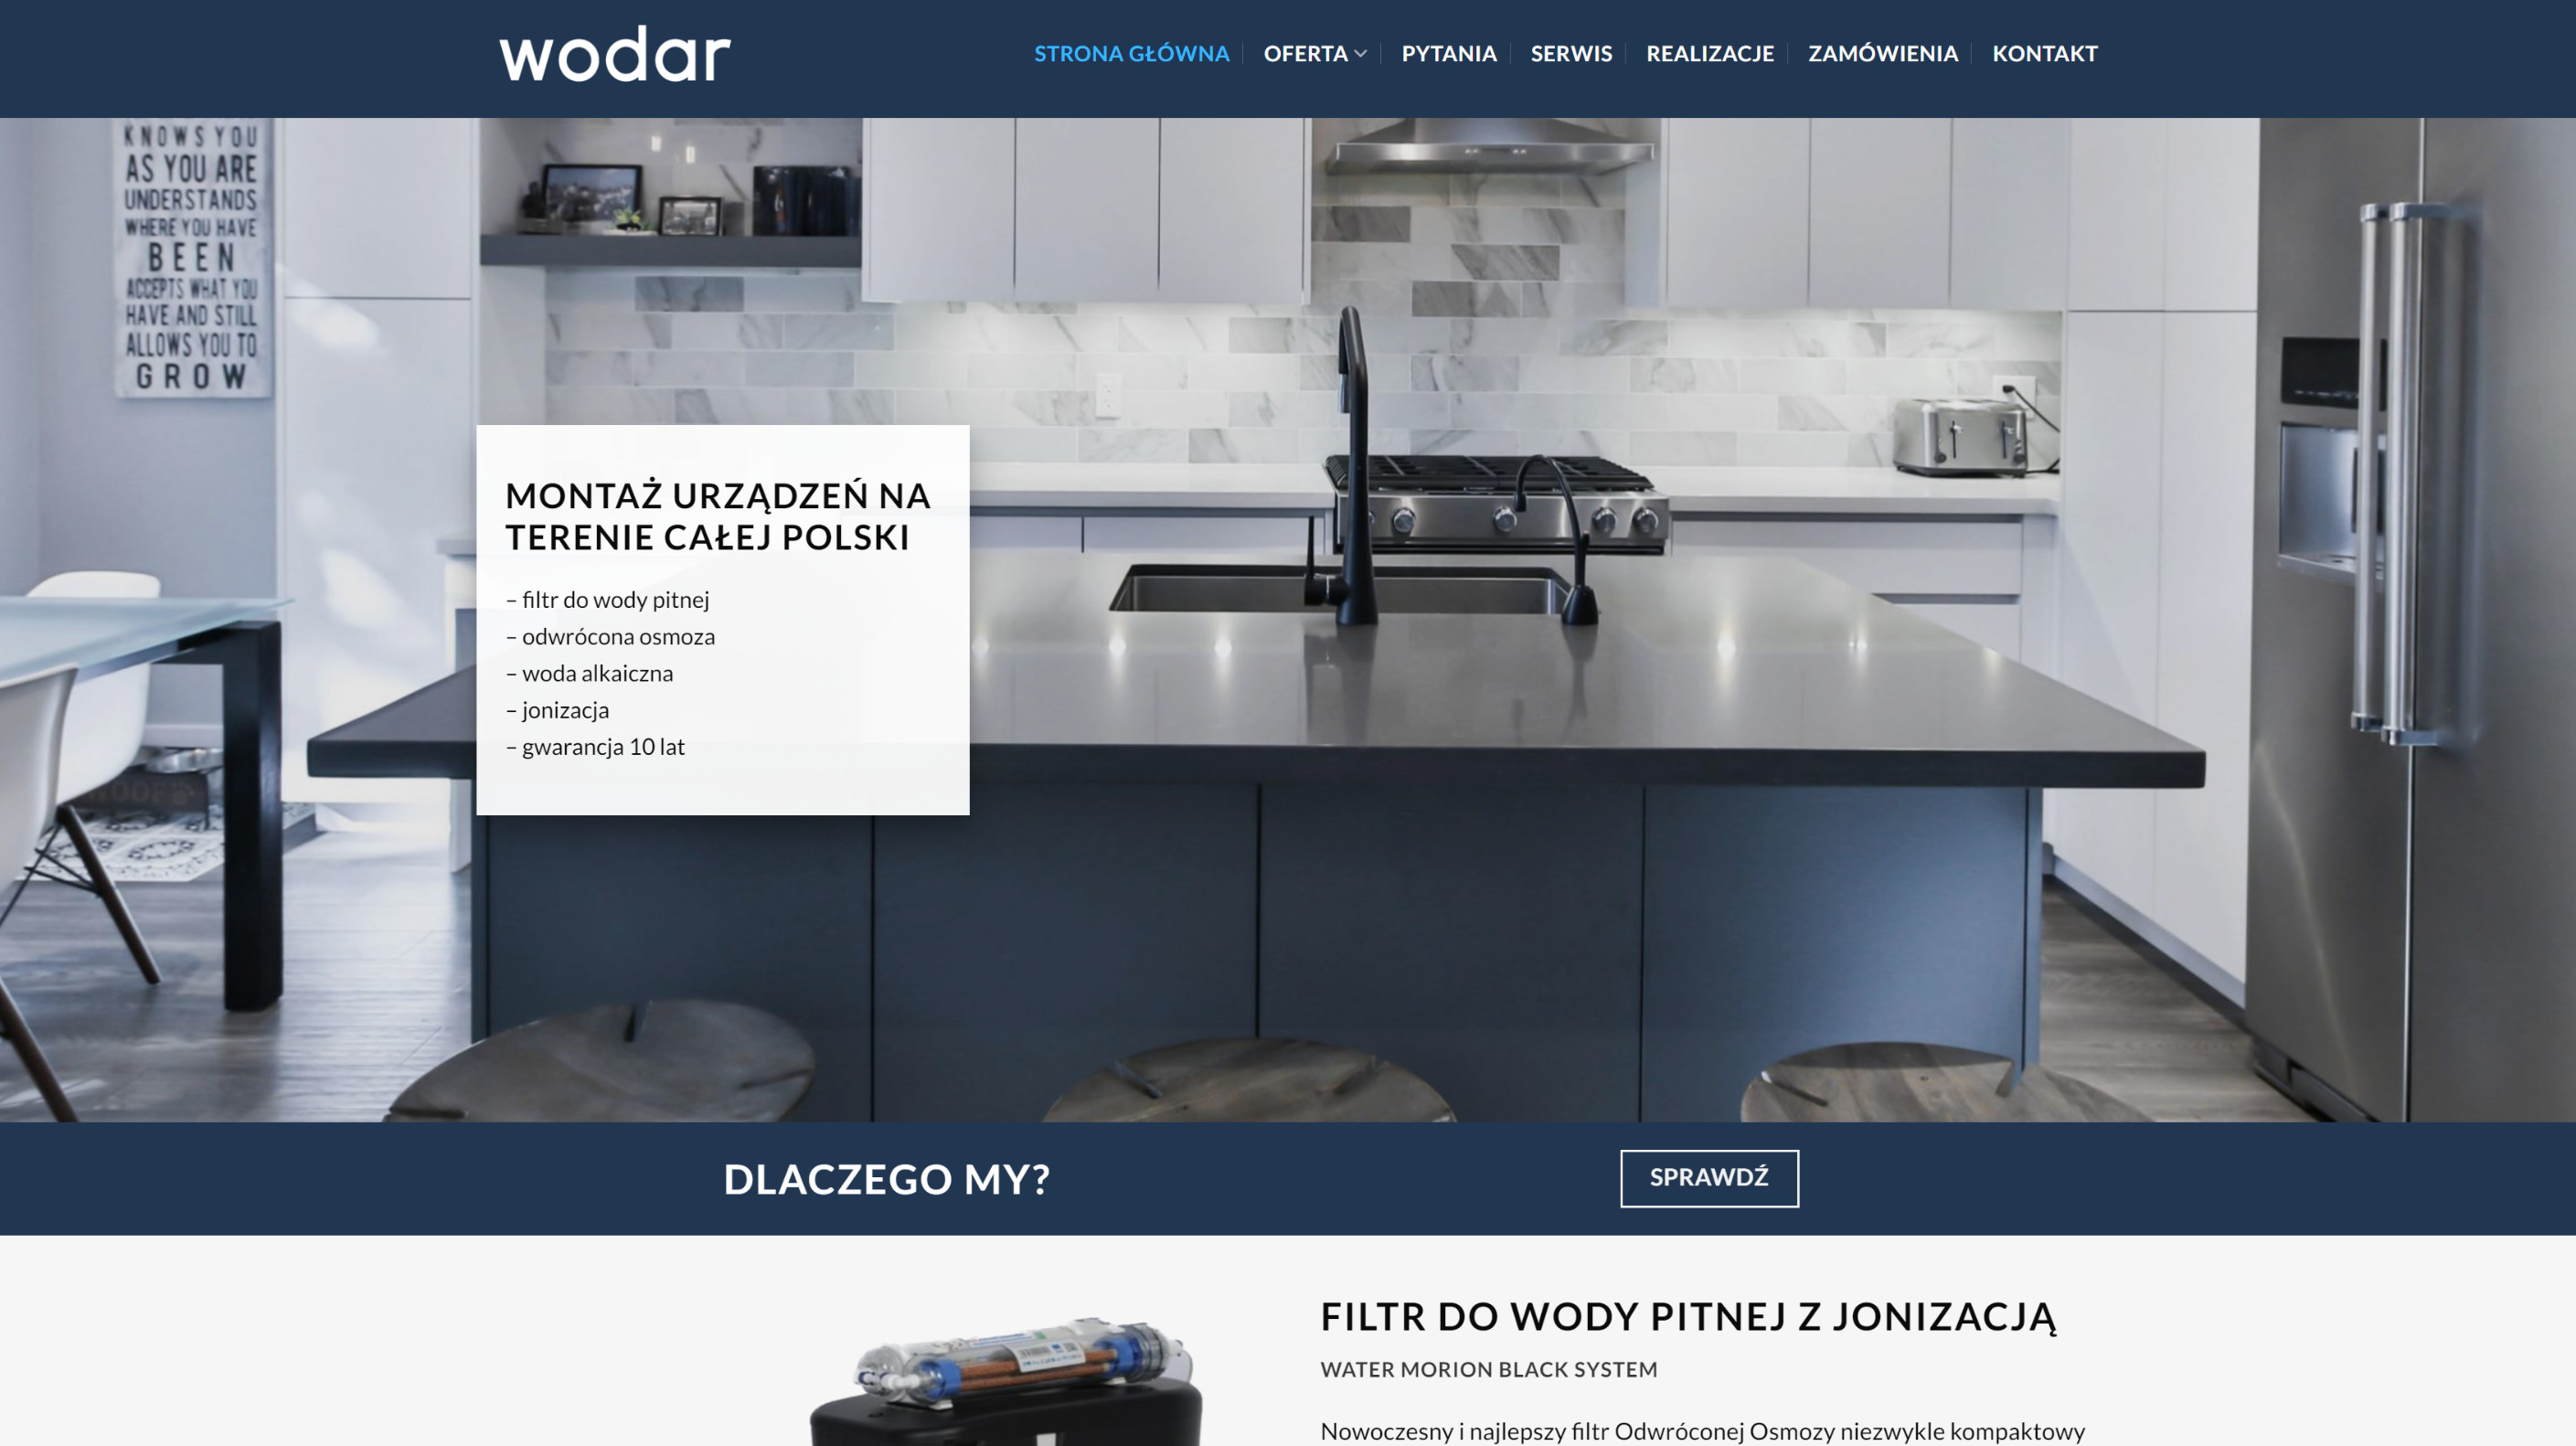 wodar
STRONA GŁÓWNA
OFERTA
PYTANIA
SERWIS
REALIZACJE
ZAMÓWIENIA
KONTAKT
KNOWS YOU
AS YOU ARE
UNDERSTANDS
WHERE YOU HAVE
BEEN
ACCEPTS WHAT YOU
HAVE AND STILL
ALLOWS YOU TO
GROW
MONTAŻ URZĄDZEŃ NA
TERENIE CAŁEJ POLSKI
– filtr do wody pitnej
– odwrócona osmoza
– woda alkaiczna
– jonizacja
– gwarancja 10 lat
DLACZEGO MY?
SPRAWDŹ
FILTR DO WODY PITNEJ Z JONIZACJĄ
WATER MORION BLACK SYSTEM
Nowoczesny i najlepszy filtr Odwróconej Osmozy niezwykle kompaktowy